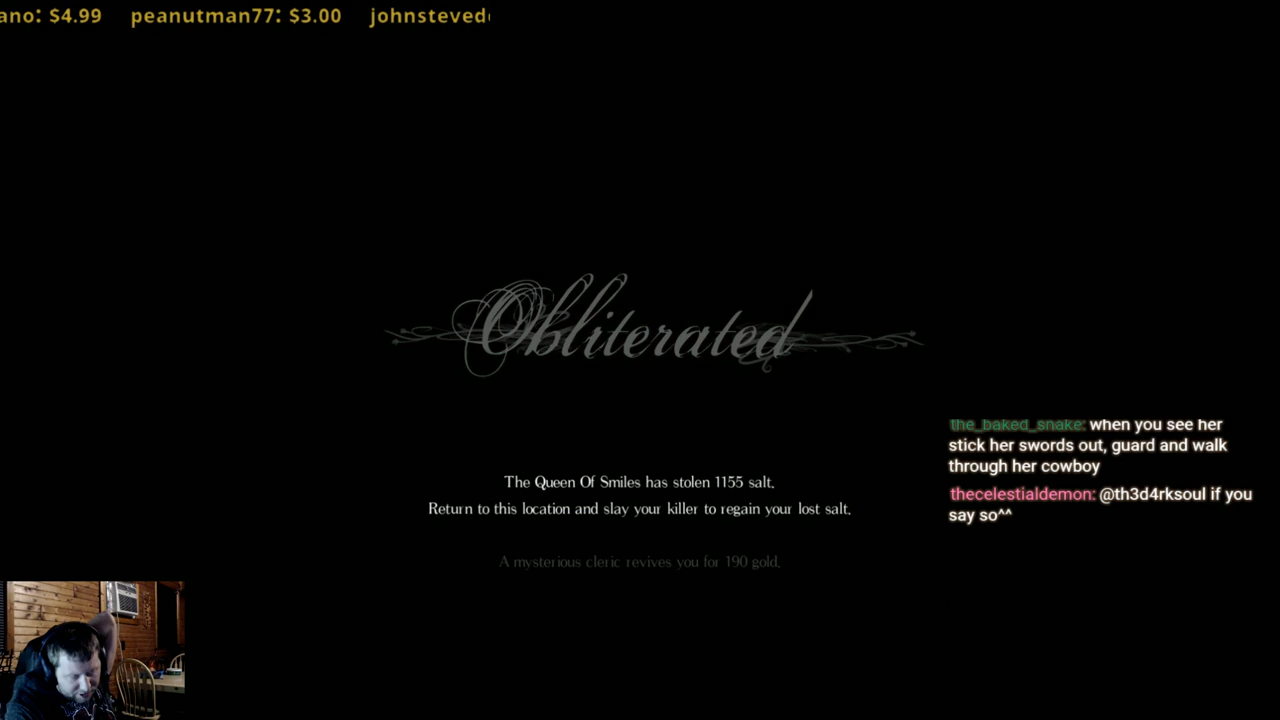 ano: $4.99 peanutman77: $3.00 johnsteved
Obliterated
The Queen Of Smiles has stolen 1155 salt.
Return to this location and slay your killer to regain your lost salt.
A mysterious cleric revives you for 190 gold.
the_baked_snake: when you see her
stick her swords out, guard and walk
through her cowboy
thecelestialdemon: @th3d4rksoul if you
say so^^